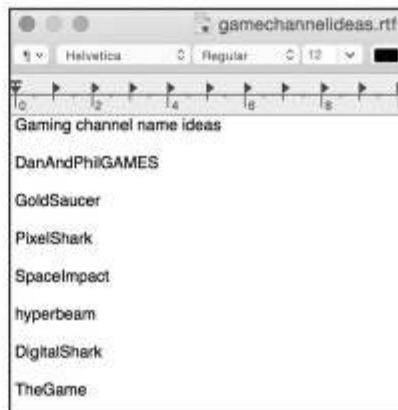 gamechannelideas.rtf
¶ Helvetica Regular 12
0 2 4 6 8
Gaming channel name ideas
DanAndPhilGAMES
GoldSaucer
PixelShark
SpaceImpact
hyperbeam
DigitalShark
TheGame